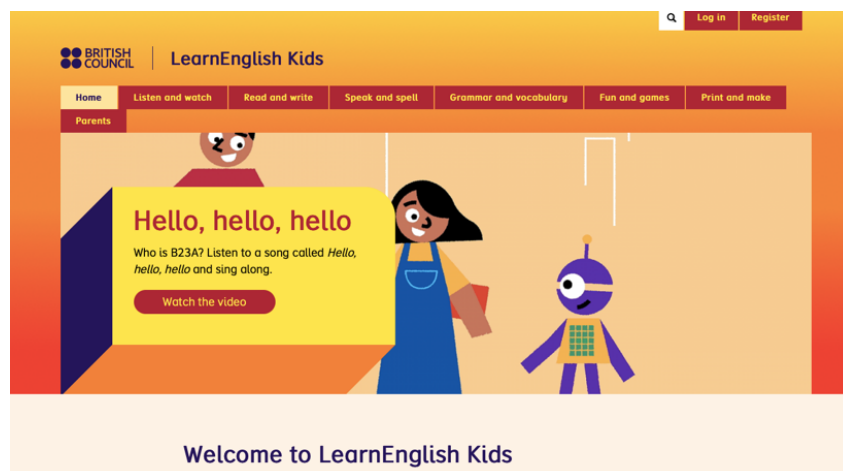 Log in Register
BRITISH
COUNCIL
LearnEnglish Kids
Home Listen and watch Read and write Speak and spell Grammar and vocabulary Fun and games Print and make
Parents
Hello, hello, hello
Who is B23A? Listen to a song called Hello,
hello, hello and sing along.
Watch the video
Welcome to LearnEnglish Kids